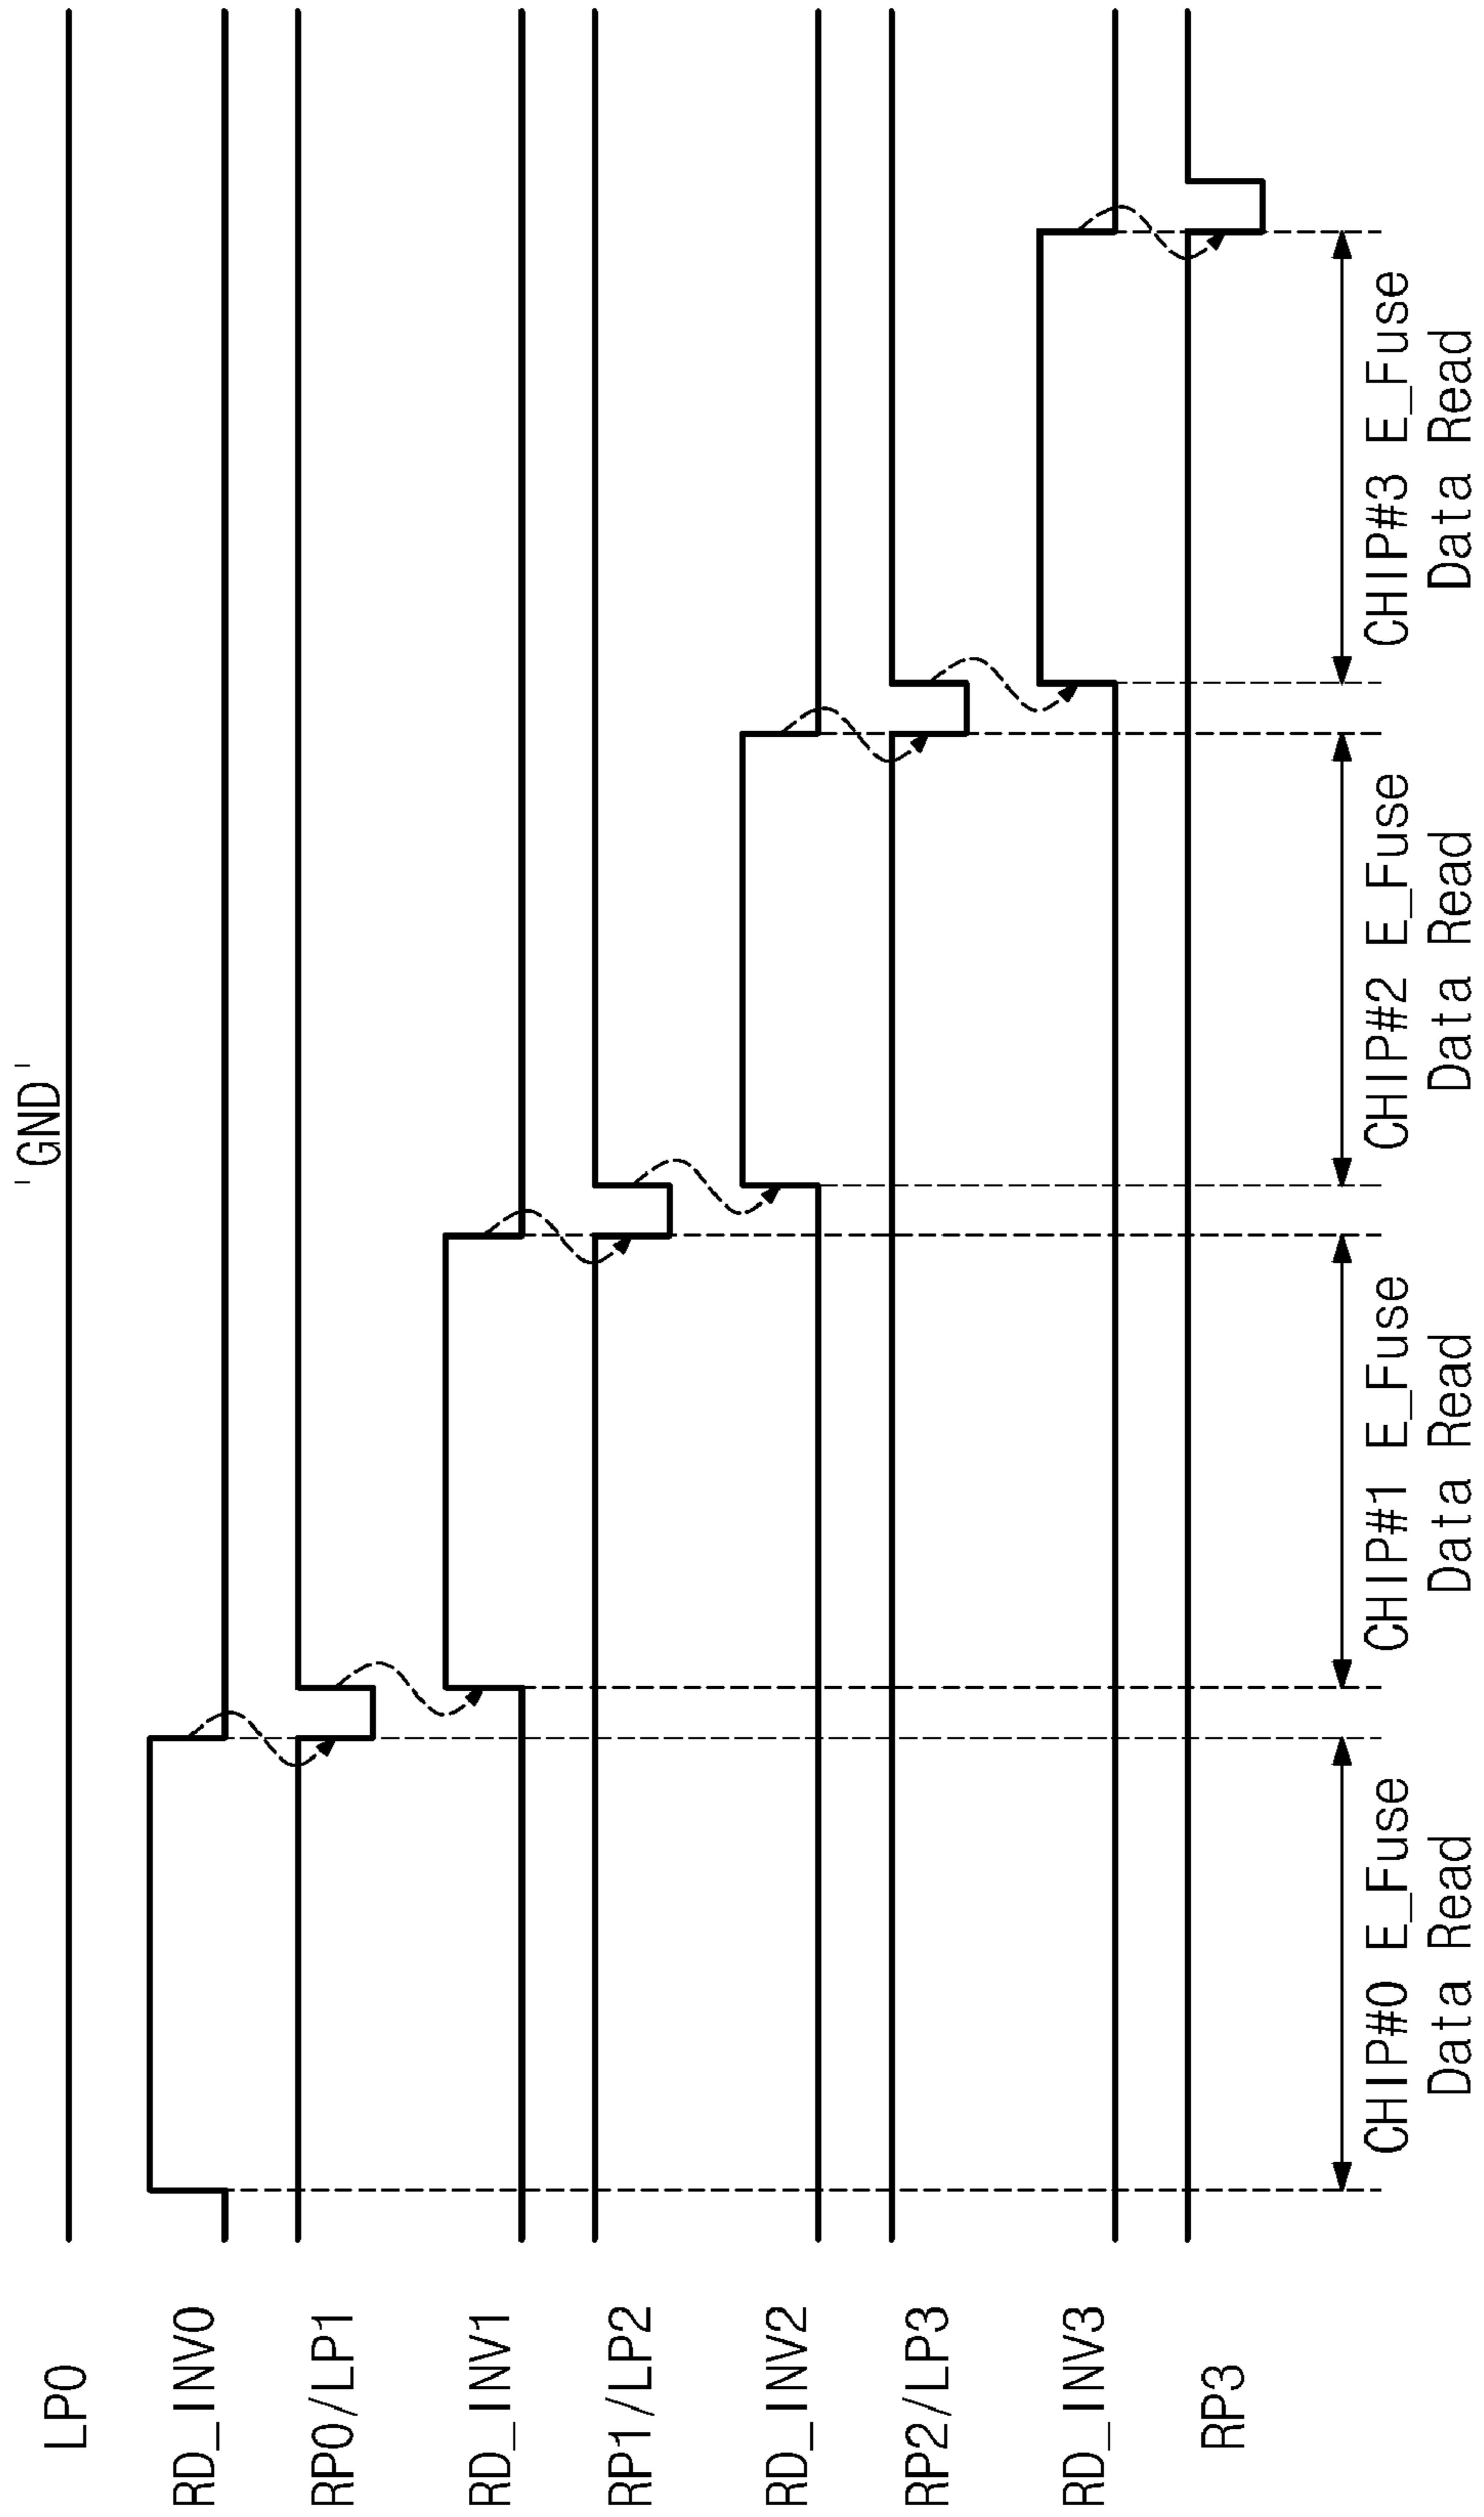 'GND'
LP0
RD_INV0
RP0/LP1
RD_INV1
RP1/LP2
RD_INV2
RP2/LP3
RD_INV3
RP3
CHIP#0 E_Fuse
Data Read
CHIP#1 E_Fuse
Data Read
CHIP#2 E_Fuse
Data Read
CHIP#3 E_Fuse
Data Read